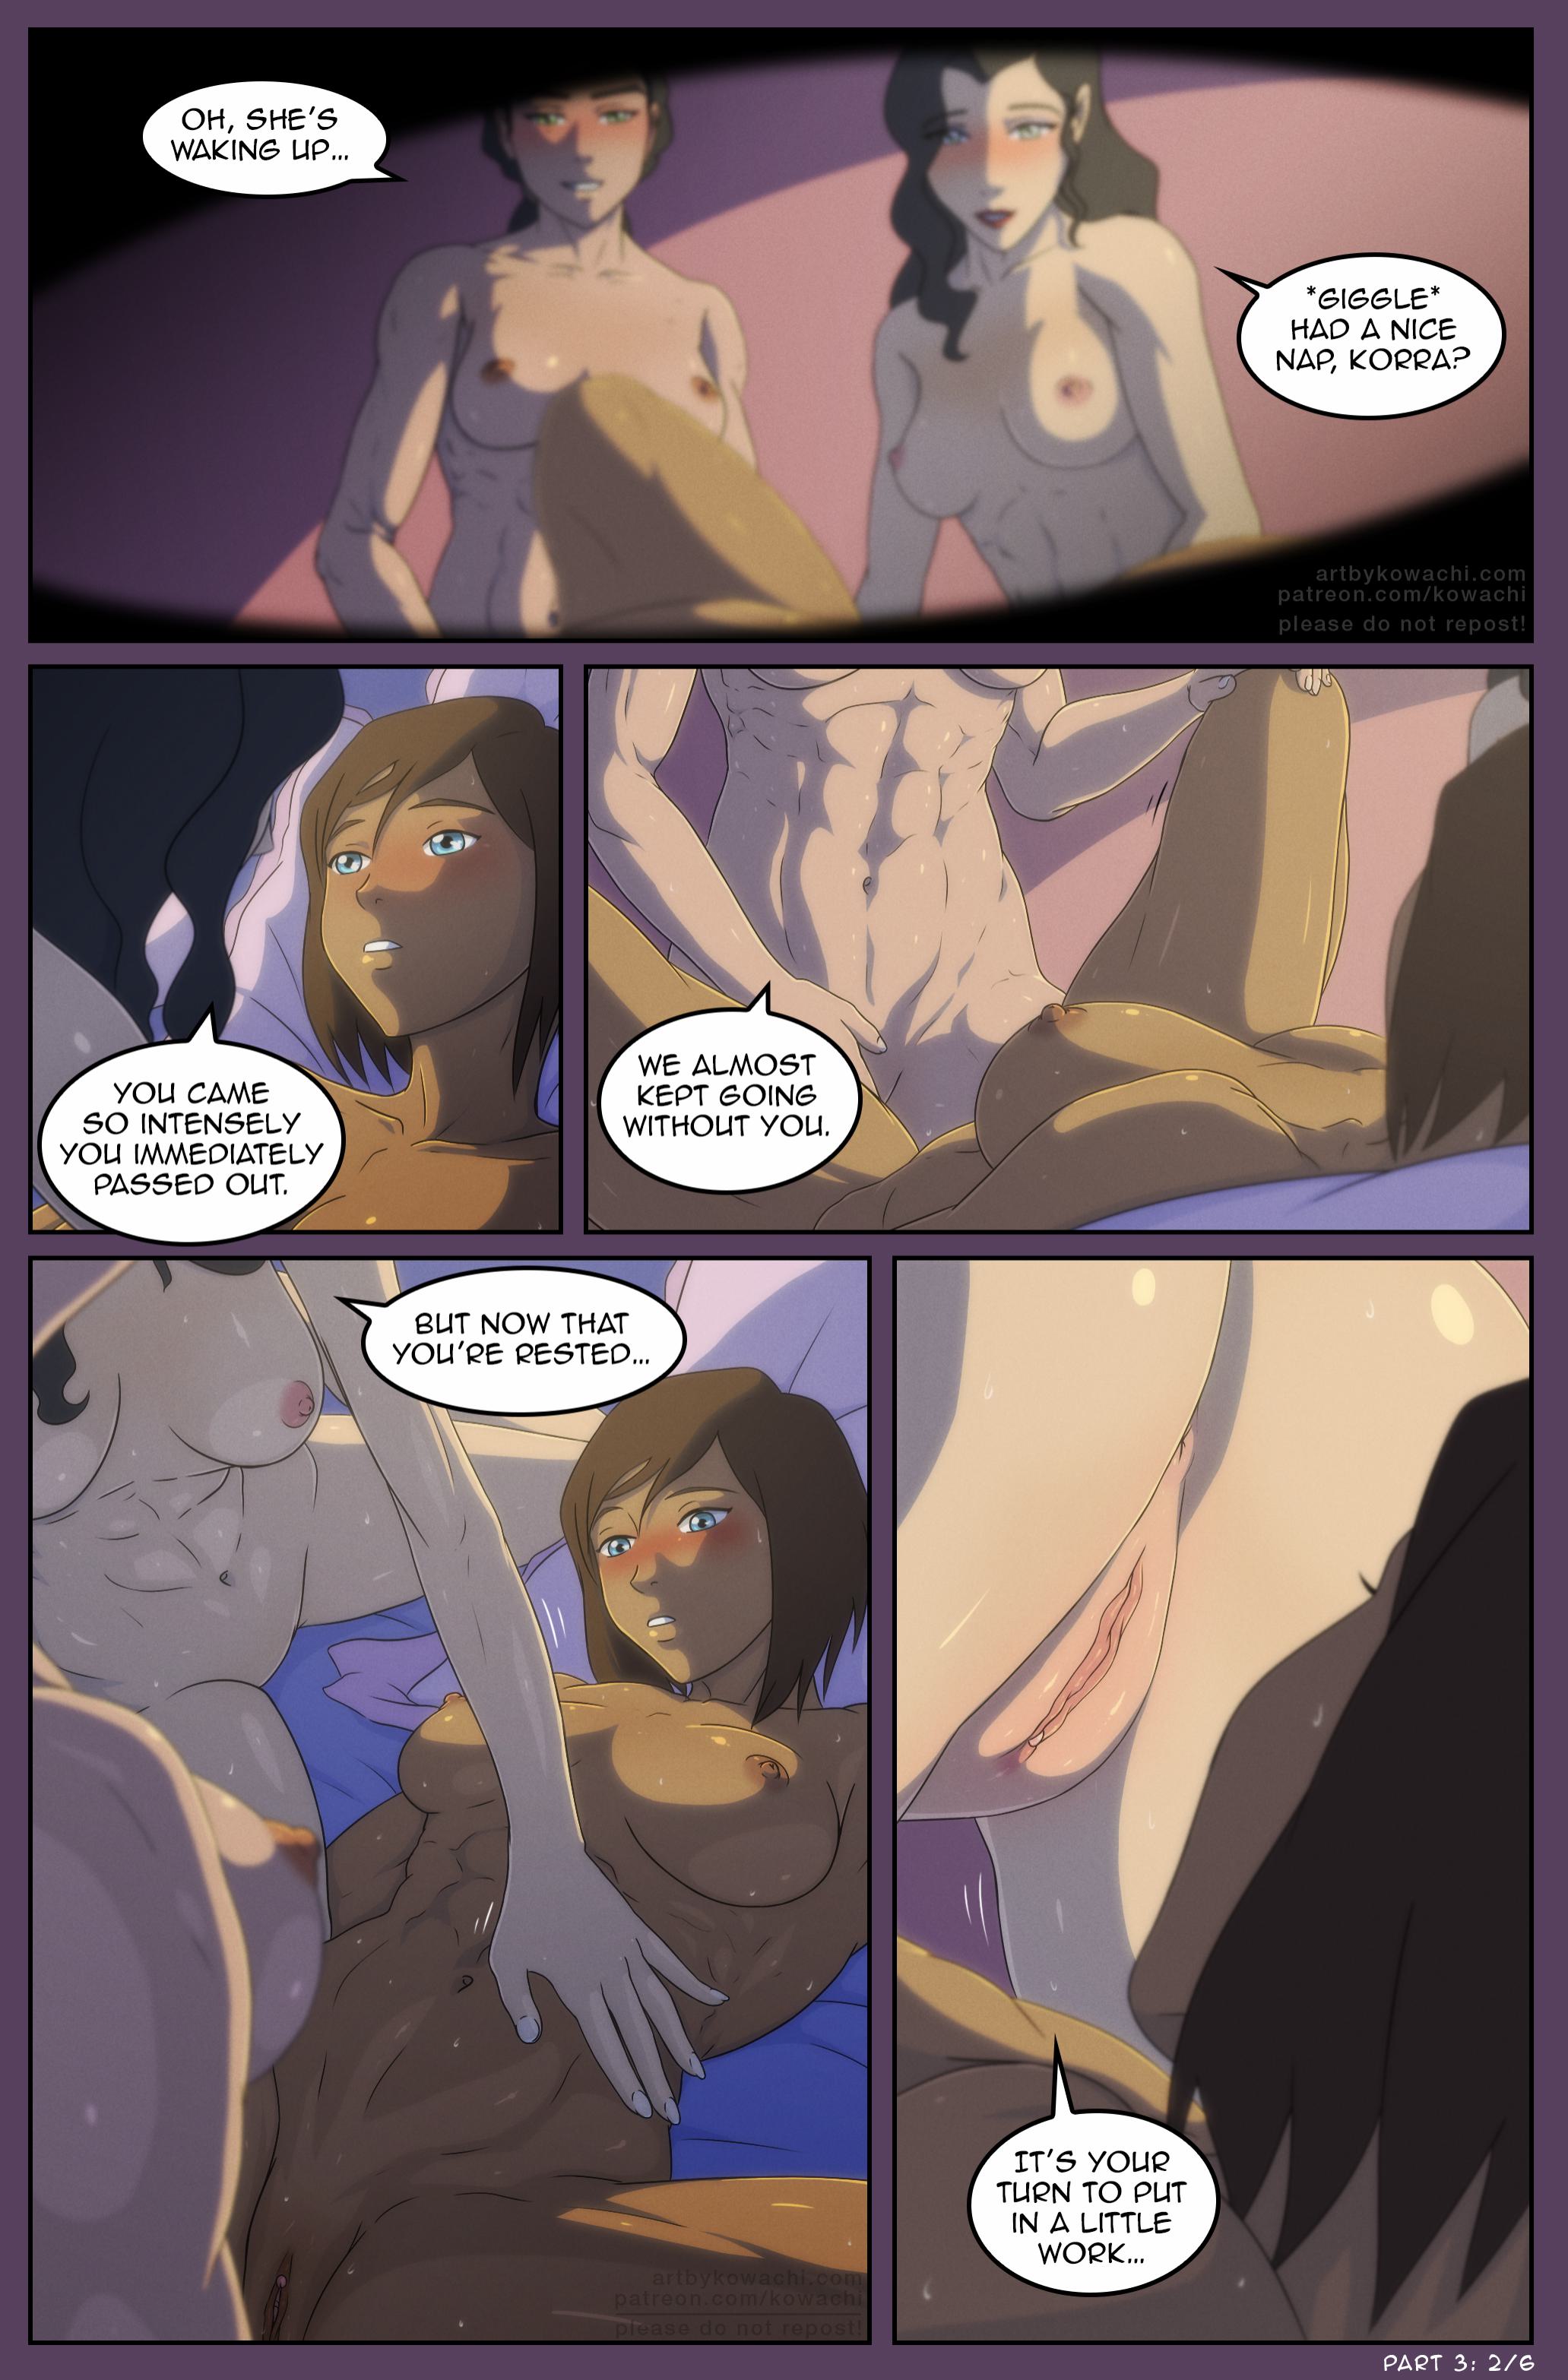 OH, SHE'S
WAKING UP...
*GIGGLE*
HAD A NICE
NAP, KORRA?
artbykowachi.com
patreon.com/kowachi
please do not repost!
YOU CAME
SO INTENSELY
YOU IMMEDIATELY
PASSED OUT.
WE ALMOST
KEPT GOING
WITHOUT YOU.
BUT NOW THAT
YOU'RE RESTED...
IT'S YOUR
TURN TO PUT
IN A LITTLE
WORK...
artbykowachi.com
patreon.com/kowachi
please do not repost!
PART 3: 2/6